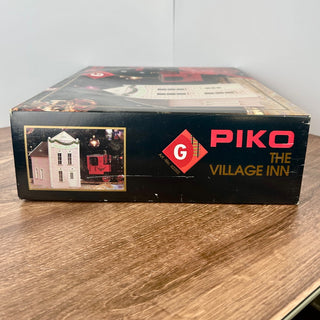 G
PIKO
THE
VILLAGE INN